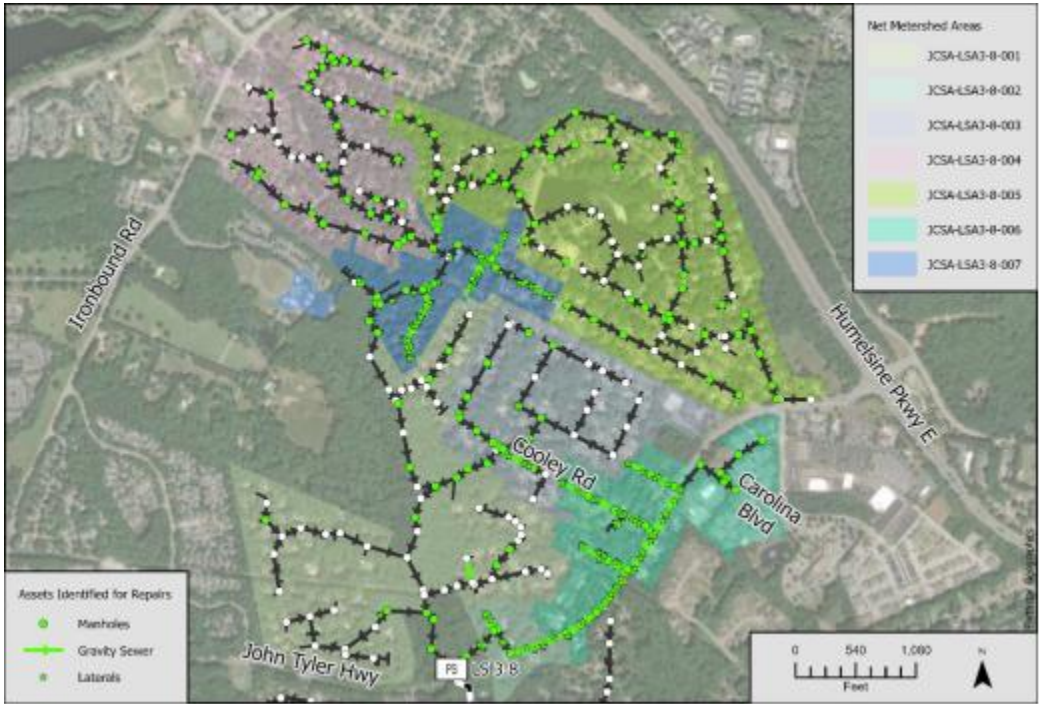 Net Metershed Areas
JCSA-LSA3-8-001
JCSA-LSA3-8-002
JCSA-LSA3-8-003
JCSA-LSA3-8-004
JCSA-LSA3-8-005
JCSA-LSA3-8-006
JCSA-LSA3-8-007
Ironbound Rd
Humelsine Pkwy E
Cooley Rd
Carolina
Blvd
John Tyler Hwy
PS
LS 3-8
Assets Identified for Repairs
Manholes
Gravity Sewer
Laterals
0 540 1,080
Feet
N